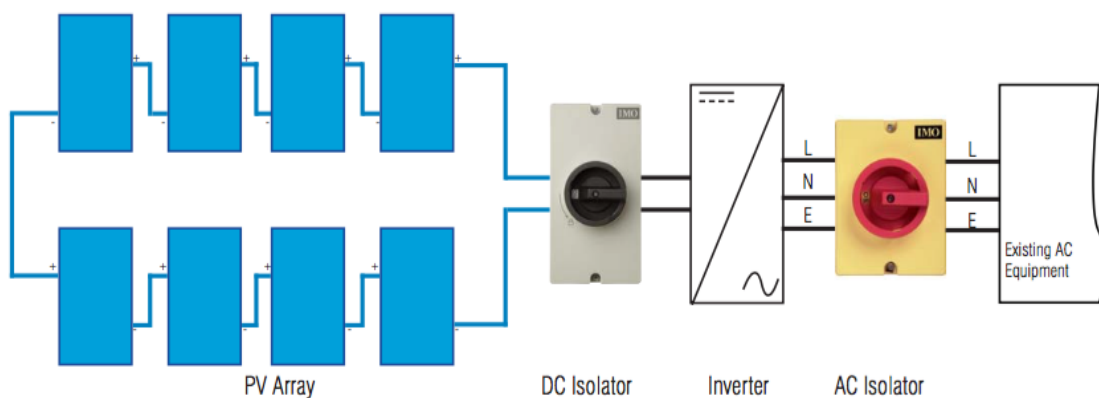 + + + +
- - - -
IMO
IMO
L L
N N
E E
+ + + +
- - - -
Existing AC
Equipment
PV Array DC Isolator Inverter AC Isolator